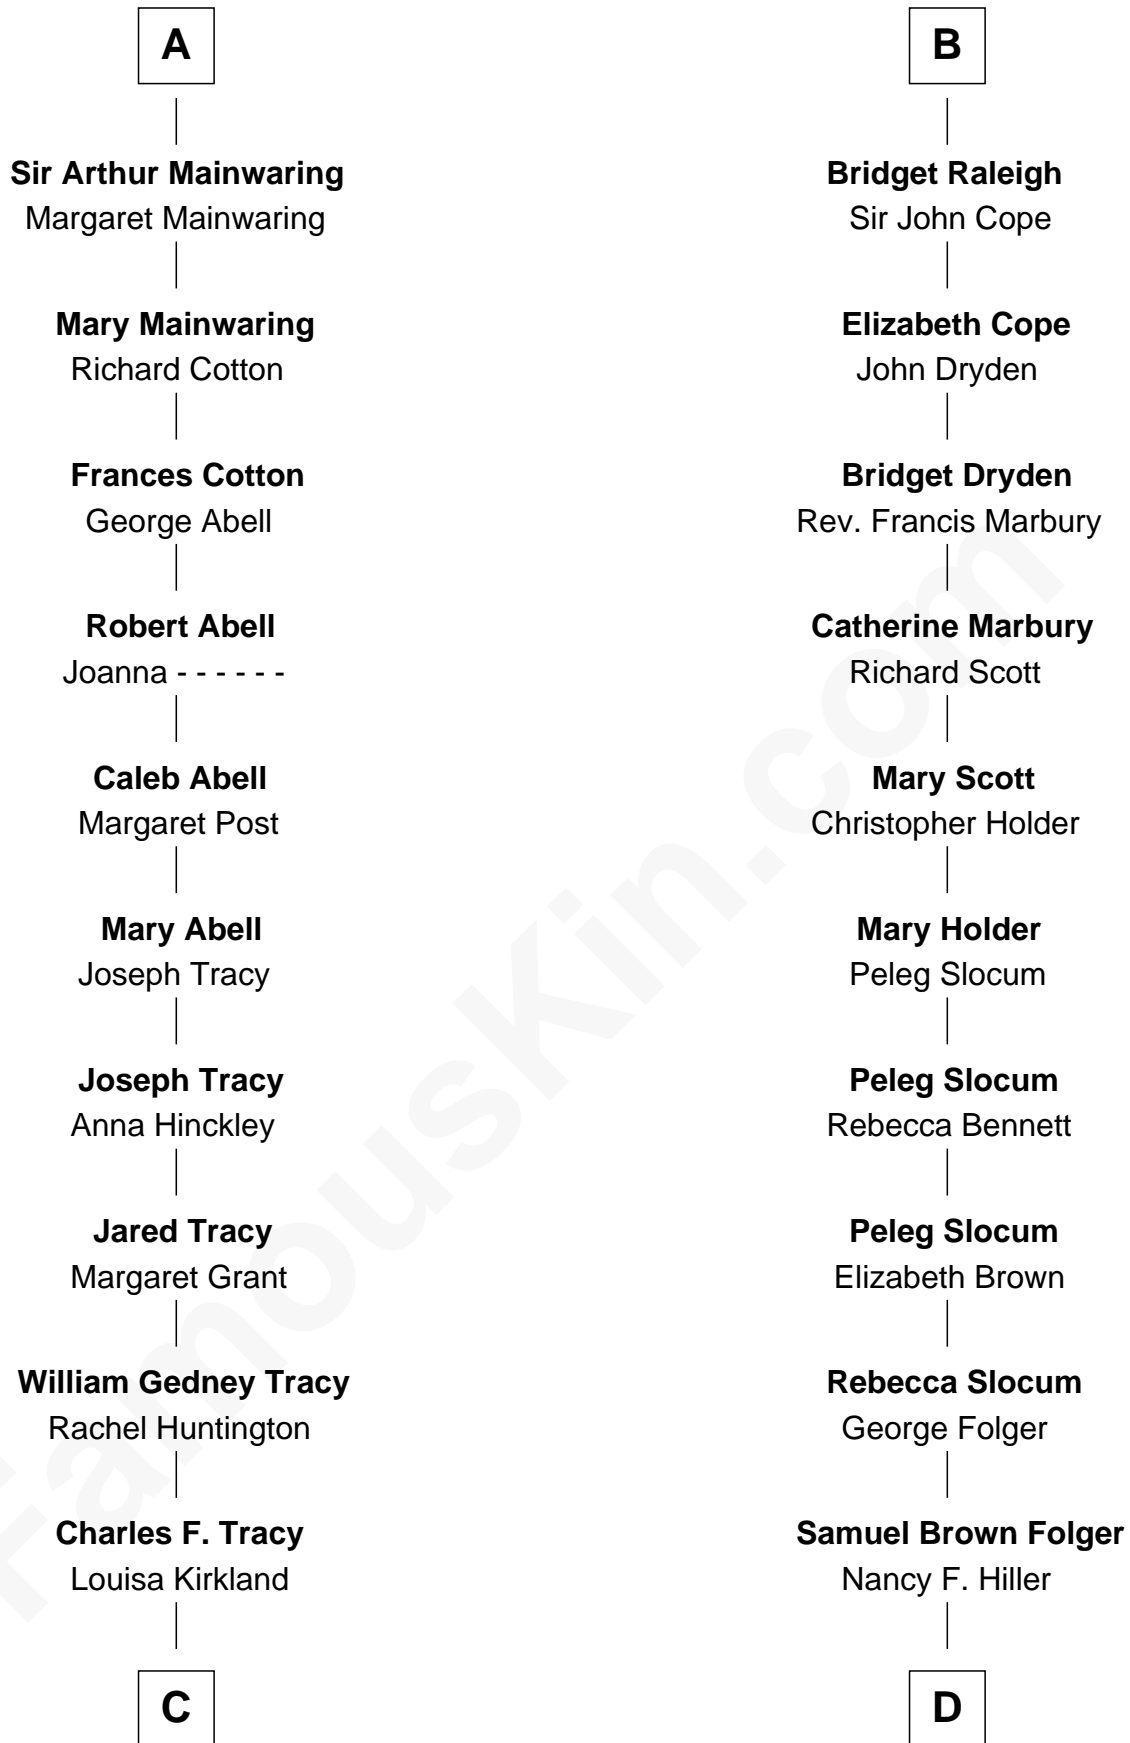 A
Sir Arthur Mainwaring
Margaret Mainwaring
Mary Mainwaring
Richard Cotton
Frances Cotton
George Abell
Robert Abell
Joanna - - - - - -
Caleb Abell
Margaret Post
Mary Abell
Joseph Tracy
Joseph Tracy
Anna Hinckley
Jared Tracy
Margaret Grant
William Gedney Tracy
Rachel Huntington
Charles F. Tracy
Louisa Kirkland
C
B
Bridget Raleigh
Sir John Cope
Elizabeth Cope
John Dryden
Bridget Dryden
Rev. Francis Marbury
Catherine Marbury
Richard Scott
Mary Scott
Christopher Holder
Mary Holder
Peleg Slocum
Peleg Slocum
Rebecca Bennett
Peleg Slocum
Elizabeth Brown
Rebecca Slocum
George Folger
Samuel Brown Folger
Nancy F. Hiller
D
FamousKin.com